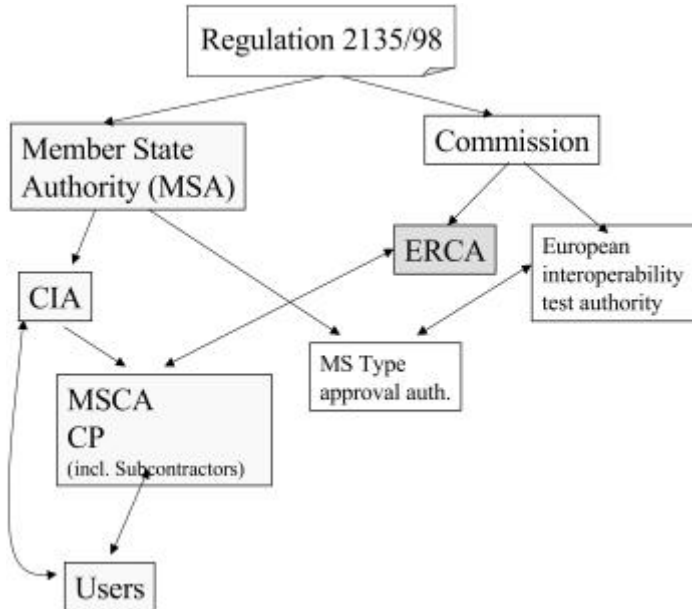 Regulation 2135/98
Member State
Authority (MSA)
Commission
ERCA
European
interoperability
test authority
CIA
MS Type
approval auth.
MSCA
CP
(incl. Subcontractors)
Users